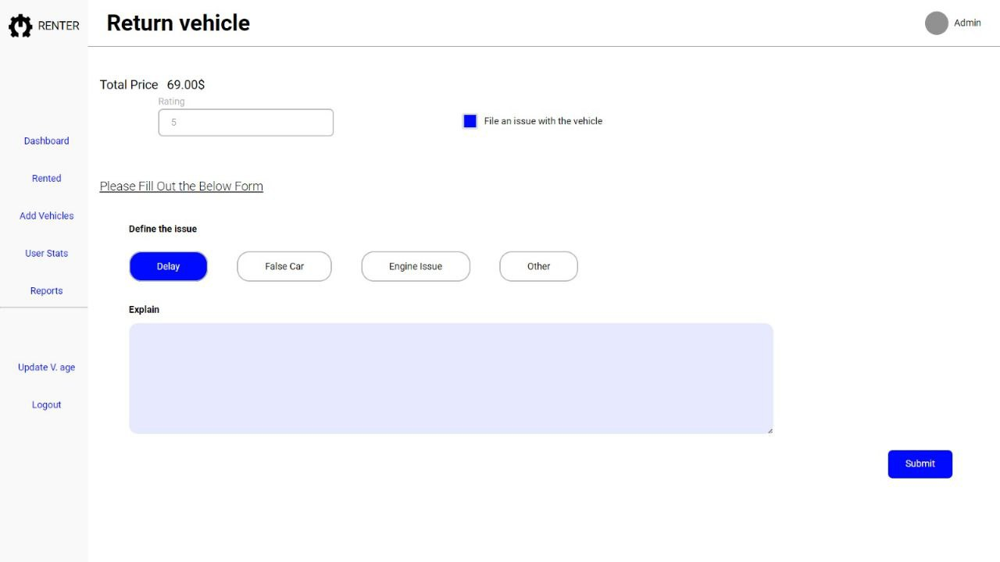 RENTER
Return vehicle
Admin
Total Price 69.00$
Rating
5
File an issue with the vehicle
Dashboard
Rented
Add Vehicles
User Stats
Reports
Update V. age
Logout
Please Fill Out the Below Form
Define the issue
Delay False Car Engine Issue Other
Explain
Submit